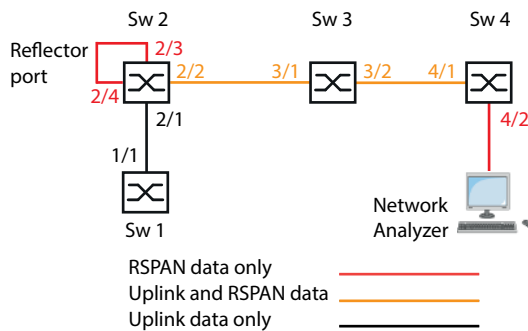 Sw 2
Sw 3
Sw 4
Reflector
port
2/3
2/4
2/2
3/1
3/2
4/1
2/1
4/2
1/1
Sw 1
Network
Analyzer
RSPAN data only
Uplink and RSPAN data
Uplink data only